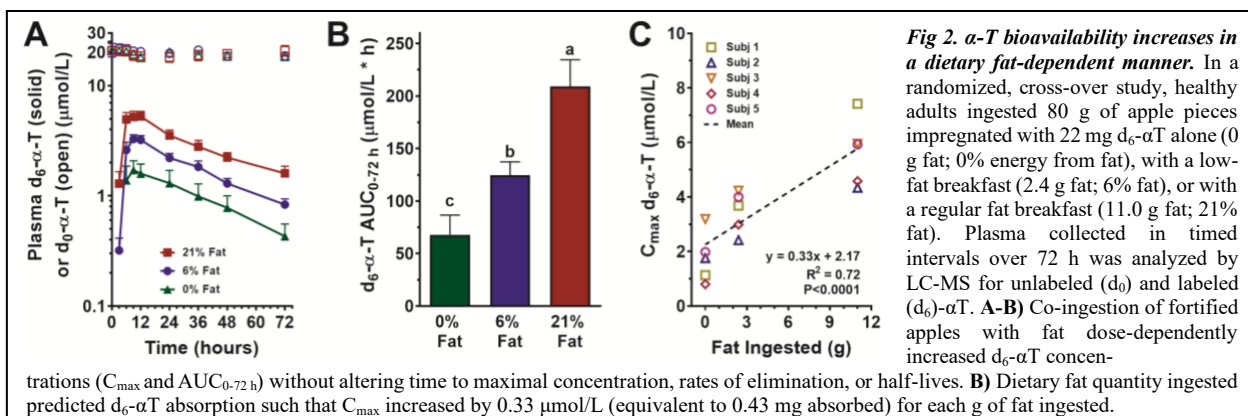 A
Plasma d6-α-T (solid)
or d0-α-T (open) (μmol/L)
30
20
10
1
0.1
21% Fat
6% Fat
0% Fat
0 12 24 36 48 60 72
Time (hours)
B
d6-α-T AUC0-72 h (μmol/L * h)
250
200
150
100
50
0
c
b
a
0% Fat
6% Fat
21% Fat
C
Cmax d6-α-T (μmol/L)
10
8
6
4
2
0
Subj 1
Subj 2
Subj 3
Subj 4
Subj 5
Mean
y = 0.33x + 2.17
R2 = 0.72
P<0.0001
0 3 6 9 12
Fat Ingested (g)
Fig 2. α-T bioavailability increases in
a dietary fat-dependent manner. In a
randomized, cross-over study, healthy
adults ingested 80 g of apple pieces
impregnated with 22 mg d6-αT alone (0
g fat; 0% energy from fat), with a low-
fat breakfast (2.4 g fat; 6% fat), or with
a regular fat breakfast (11.0 g fat; 21%
fat). Plasma collected in timed
intervals over 72 h was analyzed by
LC-MS for unlabeled (d0) and labeled
(d6)-αT. A-B) Co-ingestion of fortified
apples with fat dose-dependently
increased d6-αT concen-
trations (Cmax and AUC0-72 h) without altering time to maximal concentration, rates of elimination, or half-lives. B) Dietary fat quantity ingested
predicted d6-αT absorption such that Cmax increased by 0.33 μmol/L (equivalent to 0.43 mg absorbed) for each g of fat ingested.